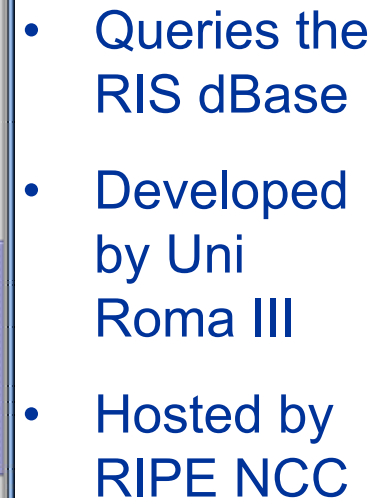 • Queries the
RIS dBase
• Developed
by Uni
Roma III
• Hosted by
RIPE NCC